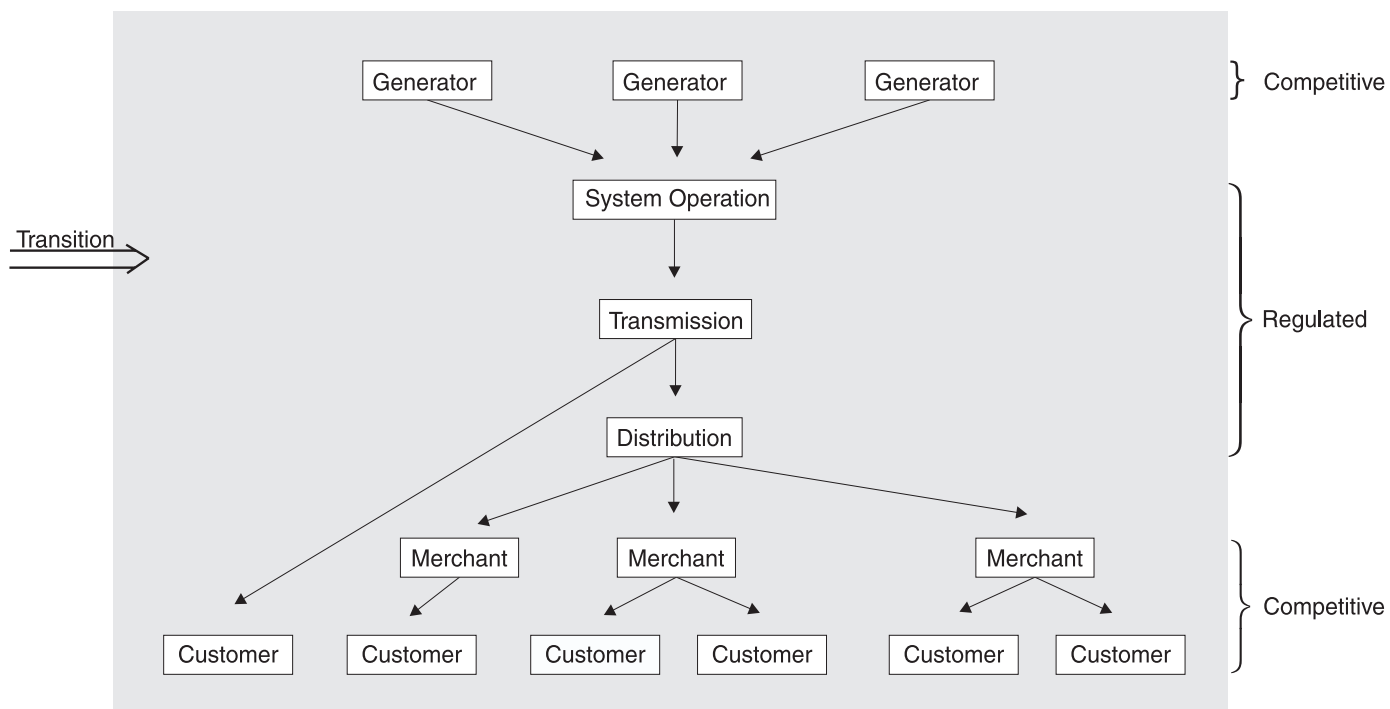 Generator Generator Generator Competitive
System Operation
Transition
Transmission Regulated
Distribution
Merchant Merchant Merchant
Competitive
Customer Customer Customer Customer Customer Customer